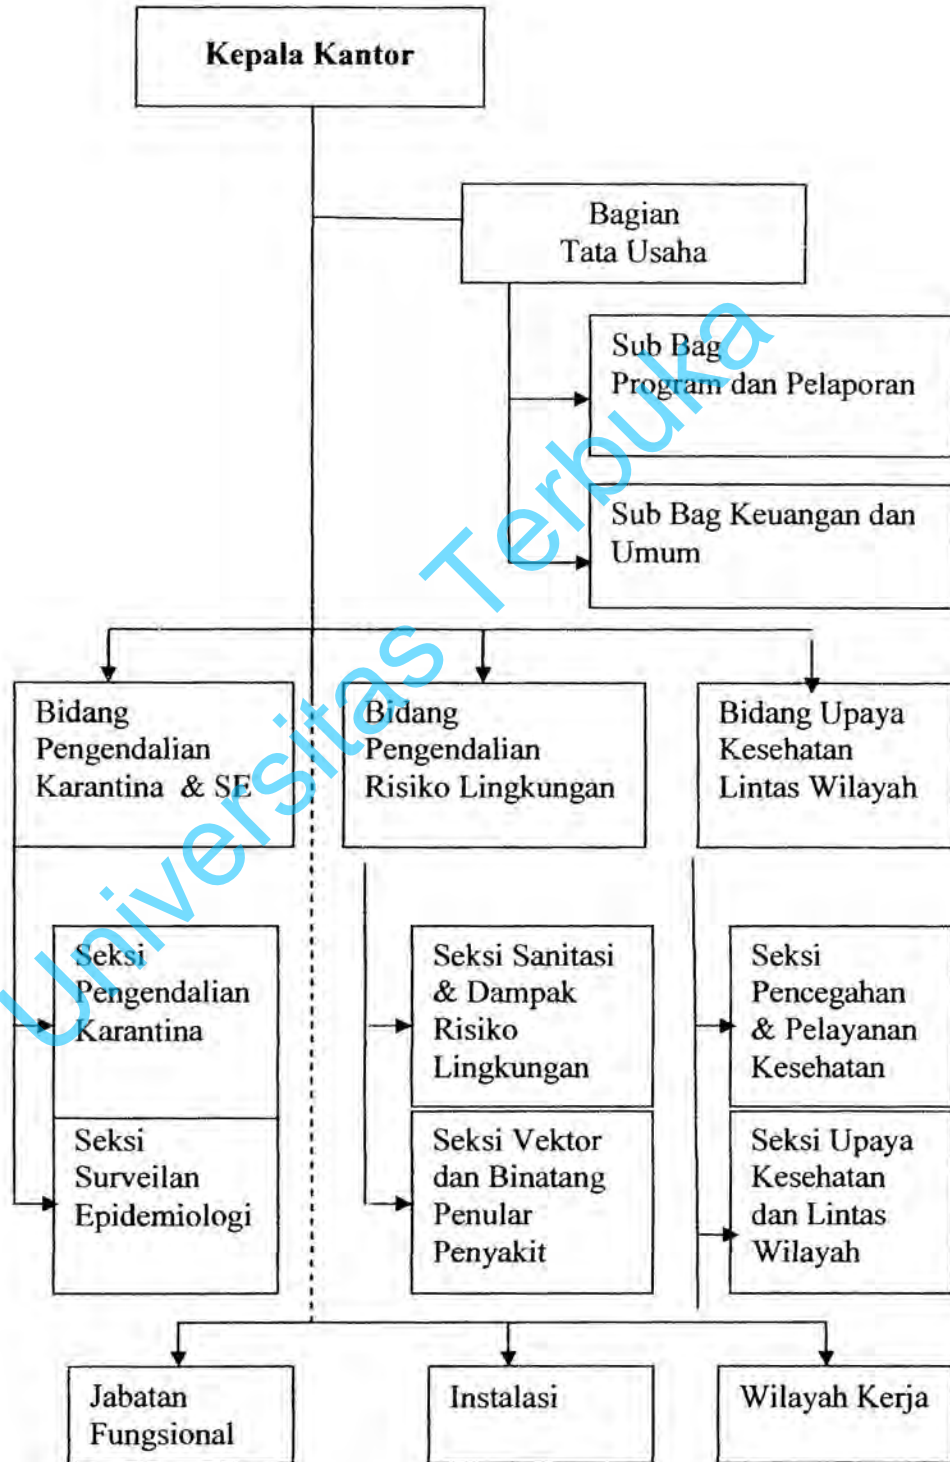 Kepala Kantor
Bagian
Tata Usaha
Sub Bag
Program dan Pelaporan
Sub Bag Keuangan dan
Umum
Bidang
Pengendalian
Karantina & SE
Bidang
Pengendalian
Risiko Lingkungan
Bidang Upaya
Kesehatan
Lintas Wilayah
Seksi
Pengendalian
Karantina
Seksi Sanitasi
& Dampak
Risiko
Lingkungan
Seksi
Pencegahan
& Pelayanan
Kesehatan
Seksi
Surveilan
Epidemiologi
Seksi Vektor
dan Binatang
Penular
Penyakit
Seksi Upaya
Kesehatan
dan Lintas
Wilayah
Jabatan
Fungsional
Instalasi
Wilayah Kerja
Universitas Terbuka